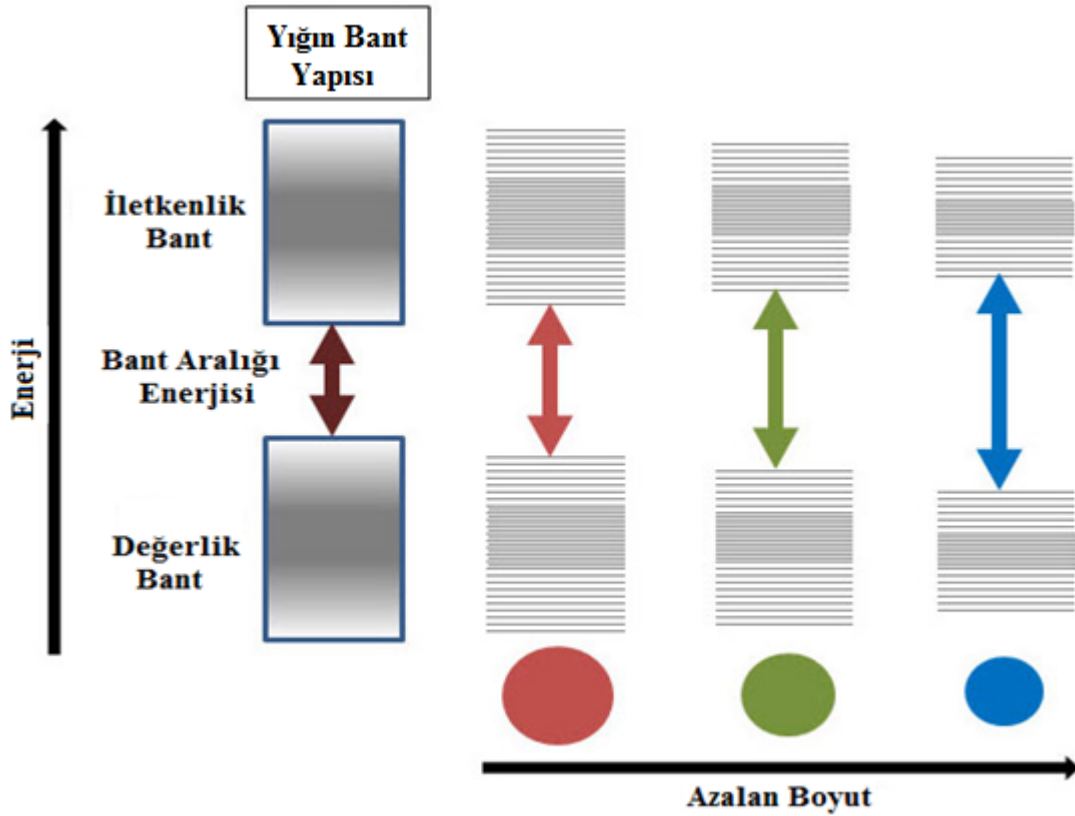 Yığın Bant
Yapısı
İletkenlik
Bant
Bant Aralığı
Enerjisi
Enerji
Değerlik
Bant
Azalan Boyut